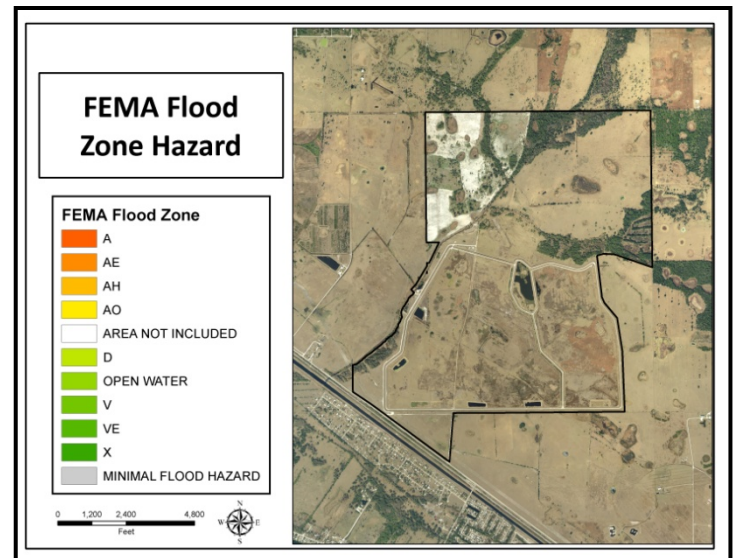 FEMA Flood
Zone Hazard
FEMA Flood Zone
A
AE
AH
AO
AREA NOT INCLUDED
D
OPEN WATER
V
VE
X
MINIMAL FLOOD HAZARD
0 1,200 2,400 4,800
Feet
N
W E
S